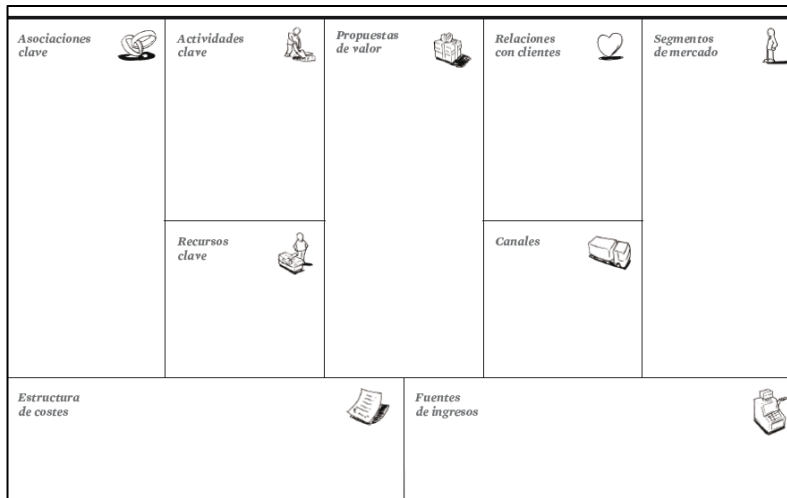 Asociaciones
clave
Actividades
clave
Propuestas
de valor
Relaciones
con clientes
Segmentos
de mercado
Recursos
clave
Canales
Estructura
de costes
Fuentes
de ingresos